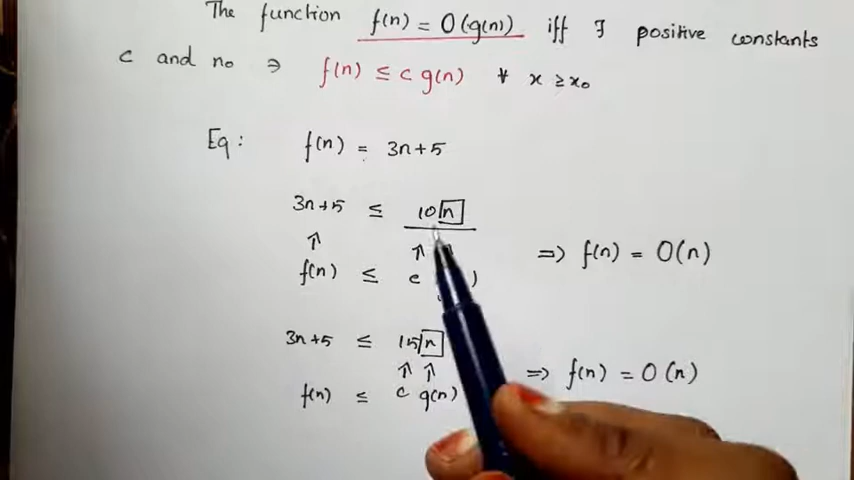 The function f(n) = O(g(n)) iff ∃ positive constants
c and n₀ ∋ f(n) ≤ c g(n) ∀ x ≥ x₀
Eg: f(n) = 3n+5
3n+5 ≤ 10n
↑ ↑
f(n) ≤ c )
⇒ f(n) = O(n)
3n+5 ≤ 15n
↑ ↑
f(n) ≤ c g(n)
⇒ f(n) = O(n)